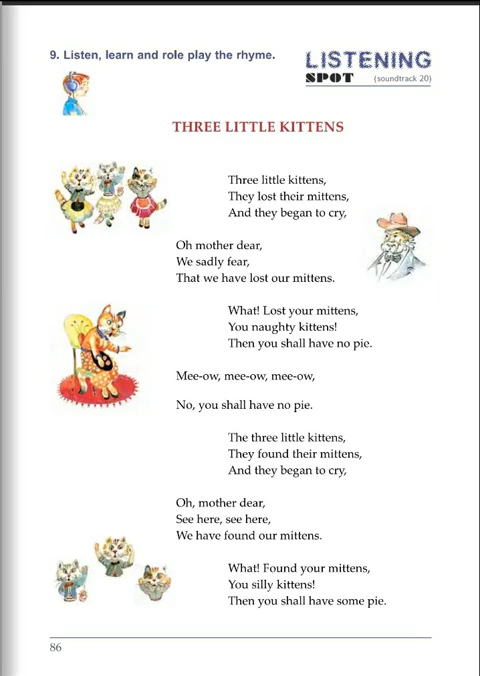 9. Listen, learn and role play the rhyme.
LISTENING
SPOT (soundtrack 20)
THREE LITTLE KITTENS
Three little kittens,
They lost their mittens,
And they began to cry,
Oh mother dear,
We sadly fear,
That we have lost our mittens.
What! Lost your mittens,
You naughty kittens!
Then you shall have no pie.
Mee-ow, mee-ow, mee-ow,
No, you shall have no pie.
The three little kittens,
They found their mittens,
And they began to cry,
Oh, mother dear,
See here, see here,
We have found our mittens.
What! Found your mittens,
You silly kittens!
Then you shall have some pie.
86